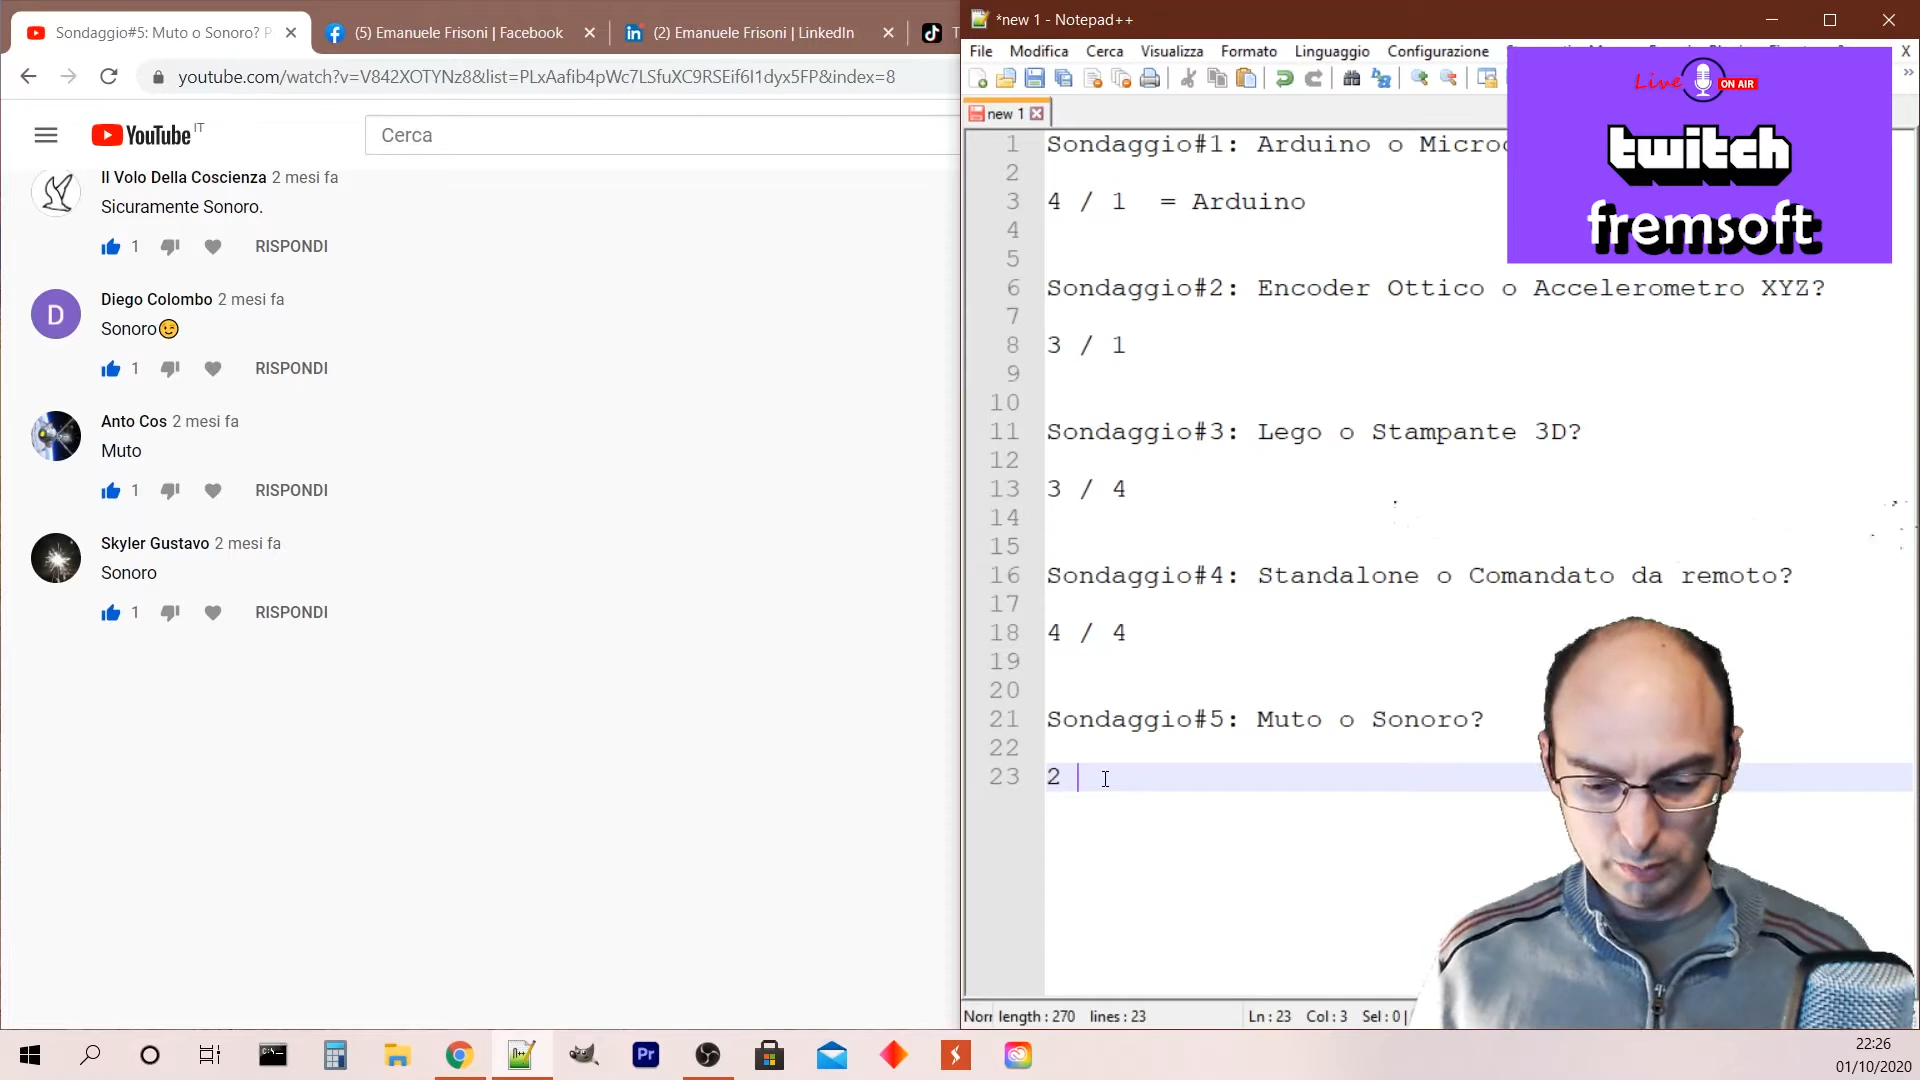 Sondaggio#5: Muto o Sonoro? P
(5) Emanuele Frisoni | Facebook
(2) Emanuele Frisoni | LinkedIn
T
youtube.com/watch?v=V842XOTYNz8&list=PLxAafib4pWc7LSfuXC9RSEif6I1dyx5FP&index=8
YouTube IT
Cerca
Il Volo Della Coscienza 2 mesi fa
Sicuramente Sonoro.
1 RISPONDI
D
Diego Colombo 2 mesi fa
Sonoro😉
1 RISPONDI
Anto Cos 2 mesi fa
Muto
1 RISPONDI
Skyler Gustavo 2 mesi fa
Sonoro
1 RISPONDI
*new 1 - Notepad++
File Modifica Cerca Visualizza Formato Linguaggio Configurazione X
new 1
1 Sondaggio#1: Arduino o Microc
2
3 4 / 1 = Arduino
4
5
6 Sondaggio#2: Encoder Ottico o Accelerometro XYZ?
7
8 3 / 1
9
10
11 Sondaggio#3: Lego o Stampante 3D?
12
13 3 / 4
14
15
16 Sondaggio#4: Standalone o Comandato da remoto?
17
18 4 / 4
19
20
21 Sondaggio#5: Muto o Sonoro?
22
23 2
Live ON AIR
twitch
fremsoft
Norr length : 270 lines : 23 Ln : 23 Col : 3 Sel : 0 |
Pr
22:26
01/10/2020